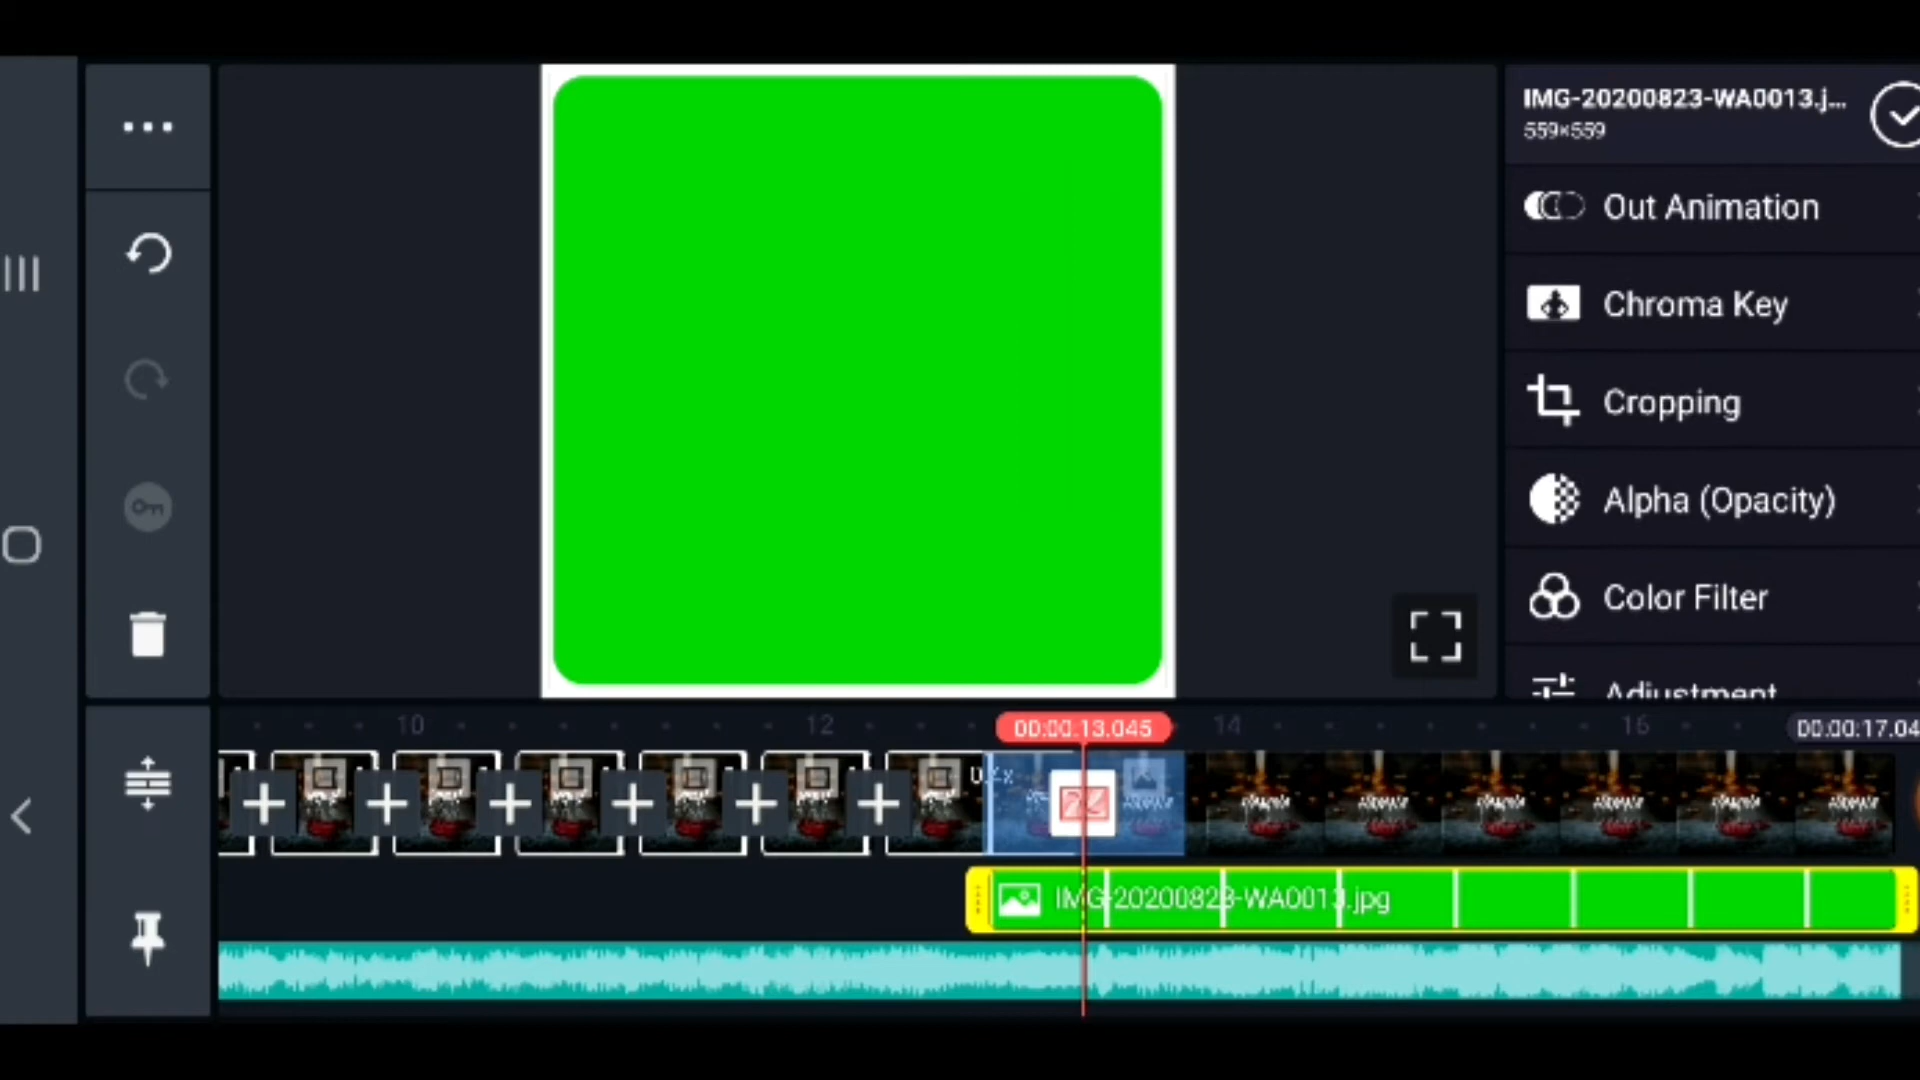 IMG-20200823-WA0013.j...
559×559
Out Animation
Chroma Key
Cropping
Alpha (Opacity)
Color Filter
Adjustment
10
12
00:00:13.045
14
16
00:00:17.04
IMG-20200823-WA0013.jpg